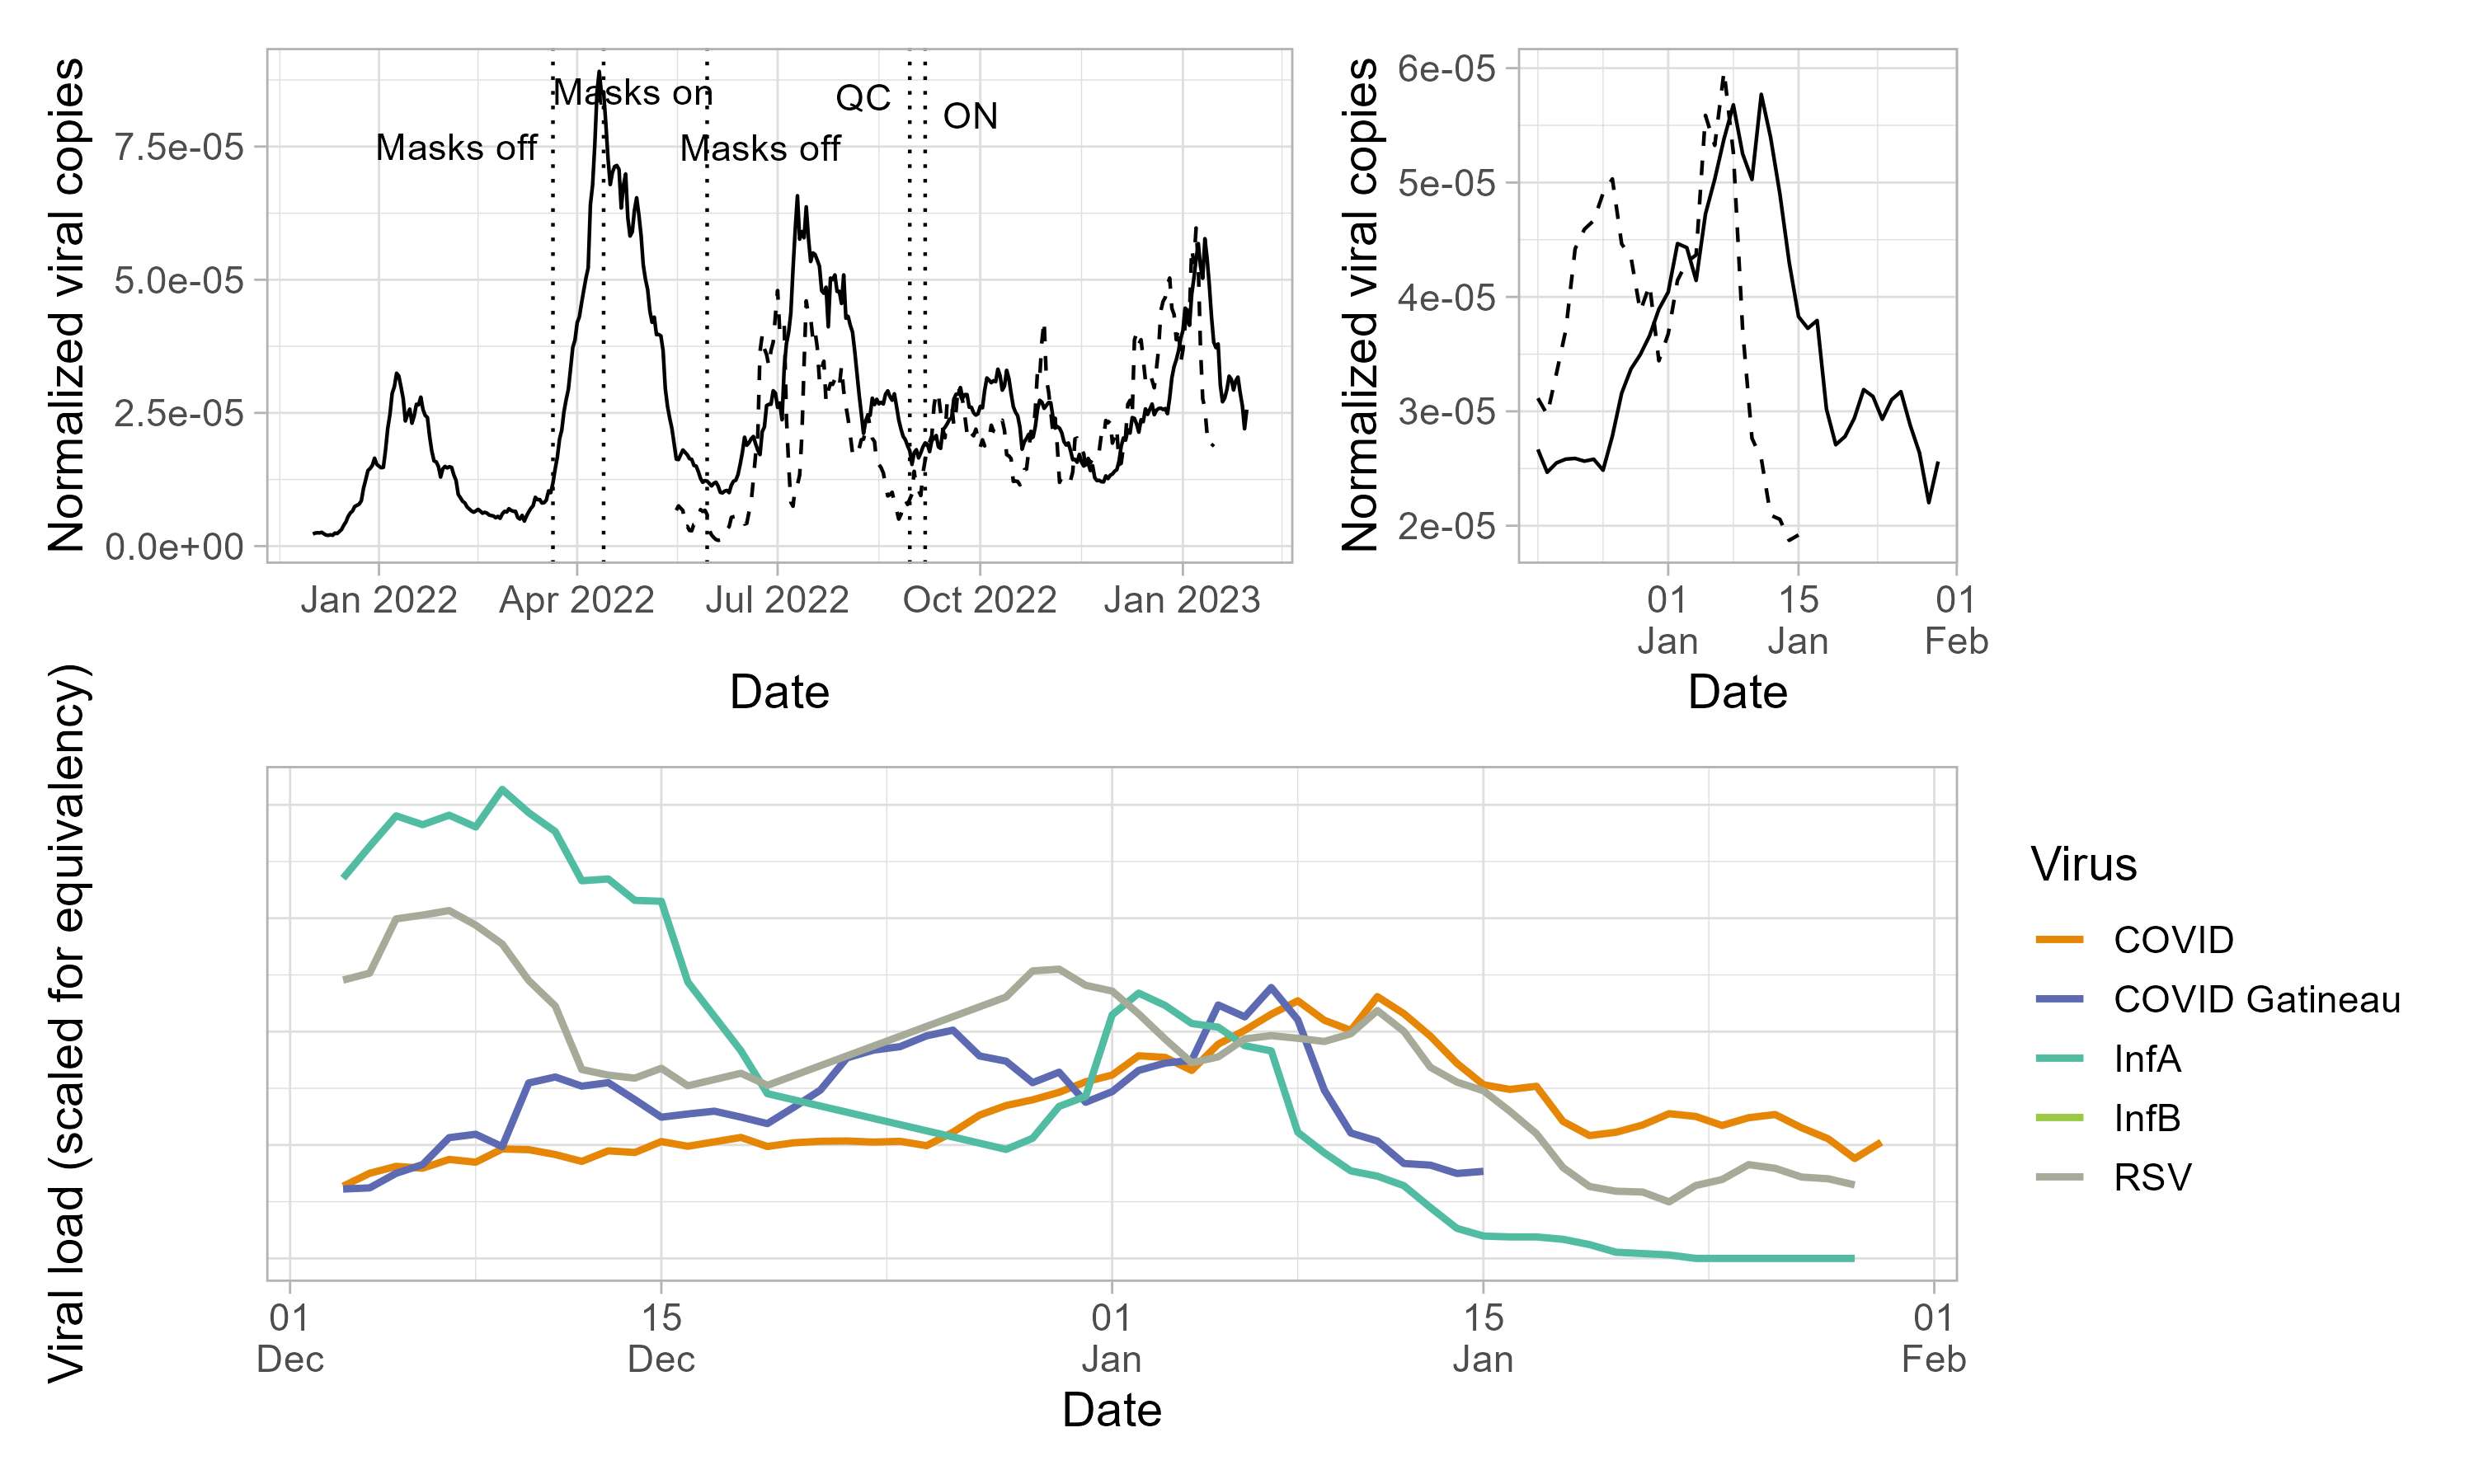 Normalized viral copies
7.5e-05
5.0e-05
2.5e-05
0.0e+00
Masks off
Masks on
Masks off
QC
ON
Jan 2022
Apr 2022
Jul 2022
Oct 2022
Jan 2023
Date
Normalized viral copies
6e-05
5e-05
4e-05
3e-05
2e-05
01
Jan
15
Jan
01
Feb
Date
Viral load (scaled for equivalency)
01
Dec
15
Dec
01
Jan
15
Jan
01
Feb
Date
Virus
COVID
COVID Gatineau
InfA
InfB
RSV